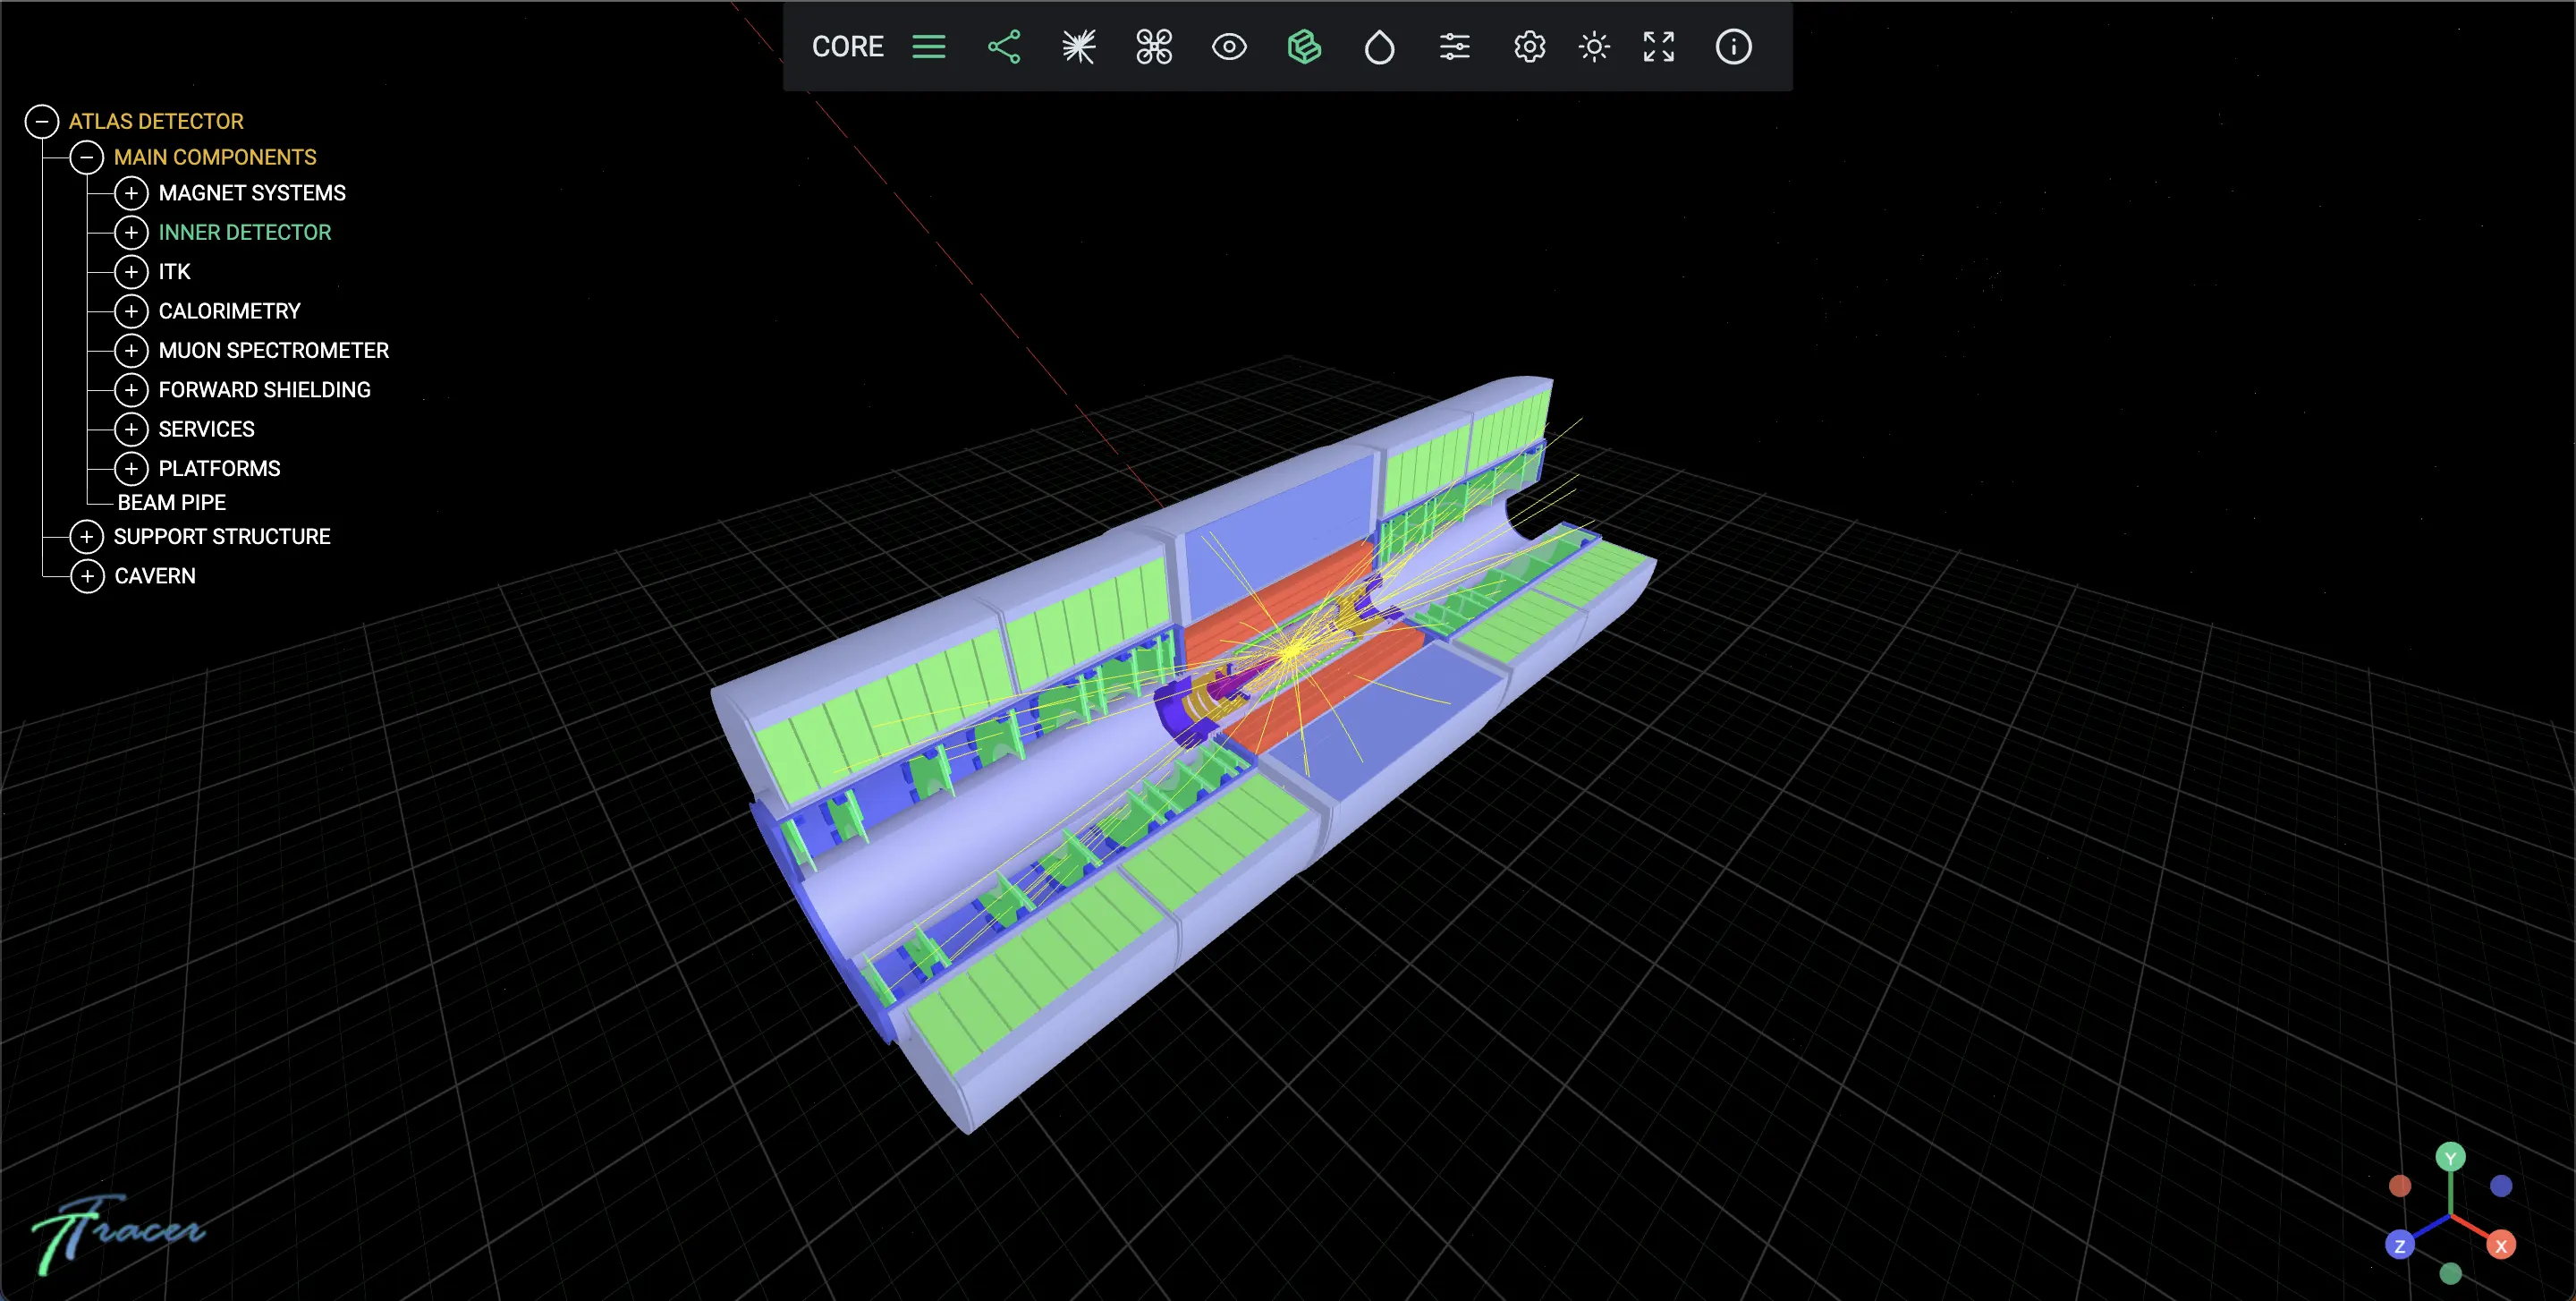 CORE
ATLAS DETECTOR
MAIN COMPONENTS
MAGNET SYSTEMS
INNER DETECTOR
ITK
CALORIMETRY
MUON SPECTROMETER
FORWARD SHIELDING
SERVICES
PLATFORMS
BEAM PIPE
SUPPORT STRUCTURE
CAVERN
Tracer
Y
Z
X